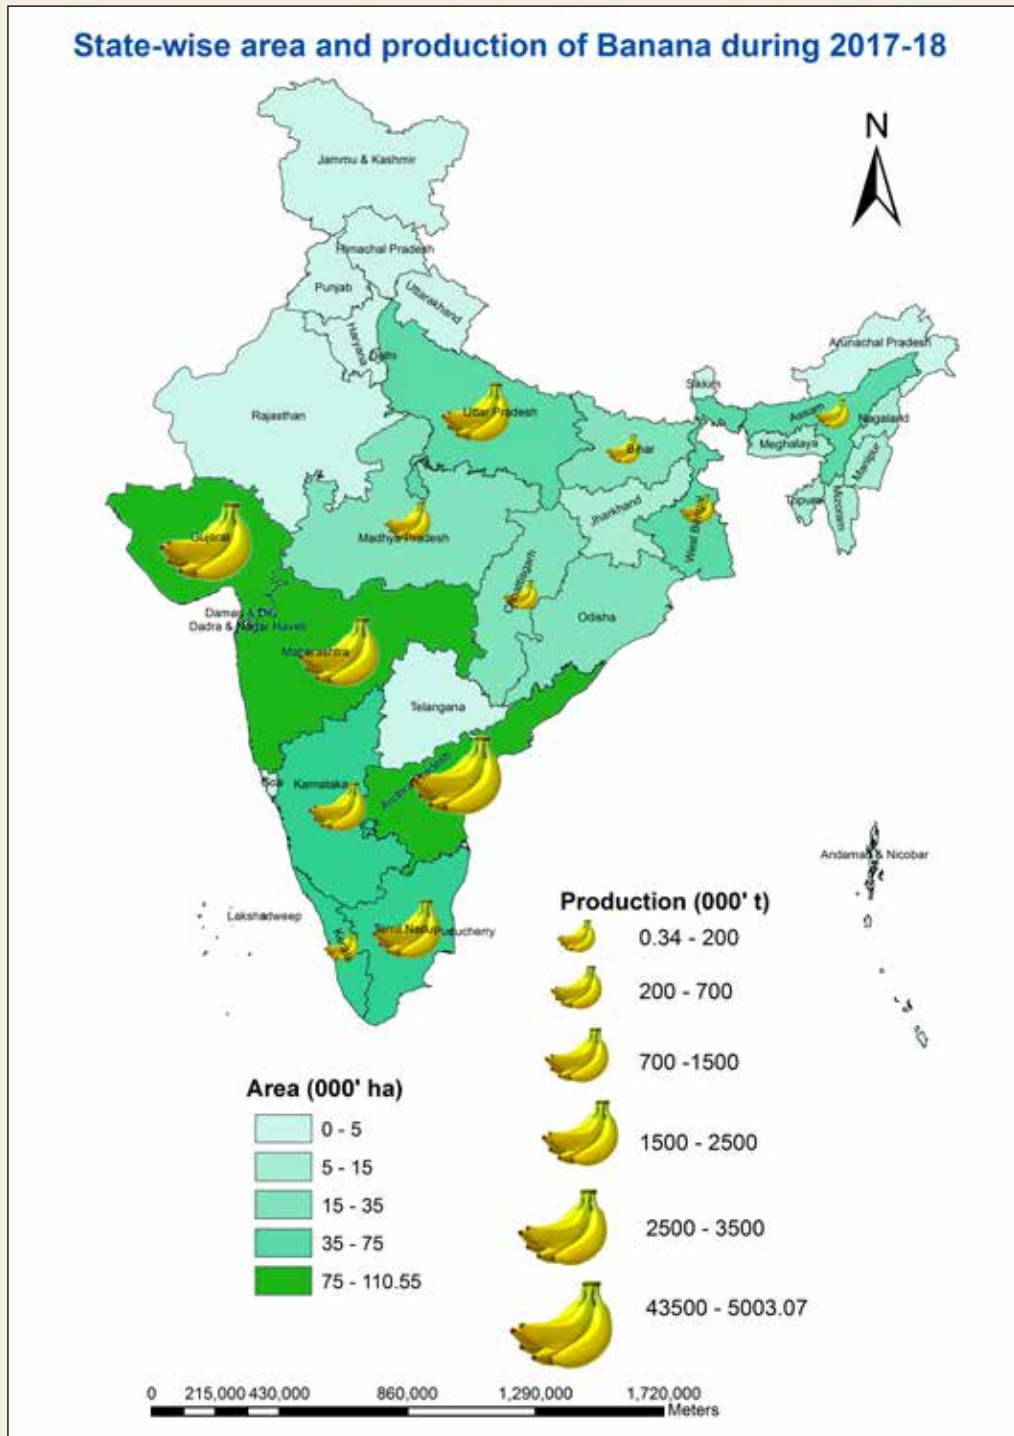 State-wise area and production of Banana during 2017-18
N
Jammu & Kashmir
Himachal Pradesh
Punjab
Uttarakhand
Haryana
Delhi
Arunachal Pradesh
Sikkim
Rajasthan
Uttar Pradesh
Assam
Nagaland
Bihar
Meghalaya
Manipur
Tripura
Mizoram
Jharkhand
West Bengal
Gujarat
Madhya Pradesh
Chhattisgarh
Odisha
Daman & Diu
Dadra & Nagar Haveli
Maharashtra
Telangana
Goa
Karnataka
Andhra Pradesh
Andaman & Nicobar
Lakshadweep
Kerala
Tamil Nadu
Puducherry
Production (000' t)
0.34 - 200
200 - 700
700 -1500
1500 - 2500
2500 - 3500
43500 - 5003.07
Area (000' ha)
0 - 5
5 - 15
15 - 35
35 - 75
75 - 110.55
0 215,000 430,000 860,000 1,290,000 1,720,000
Meters